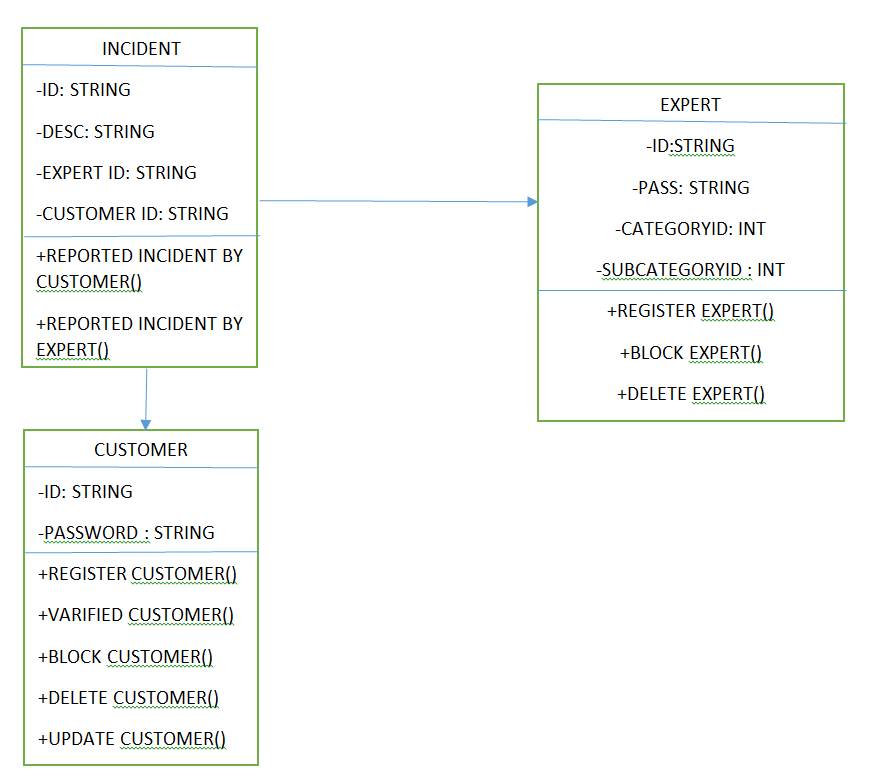 INCIDENT
-ID: STRING
-DESC: STRING
-EXPERT ID: STRING
-CUSTOMER ID: STRING
+REPORTED INCIDENT BY
CUSTOMER()
+REPORTED INCIDENT BY
EXPERT()
EXPERT
-ID:STRING
-PASS: STRING
-CATEGORYID: INT
-SUBCATEGORYID : INT
+REGISTER EXPERT()
+BLOCK EXPERT()
+DELETE EXPERT()
CUSTOMER
-ID: STRING
-PASSWORD : STRING
+REGISTER CUSTOMER()
+VARIFIED CUSTOMER()
+BLOCK CUSTOMER()
+DELETE CUSTOMER()
+UPDATE CUSTOMER()